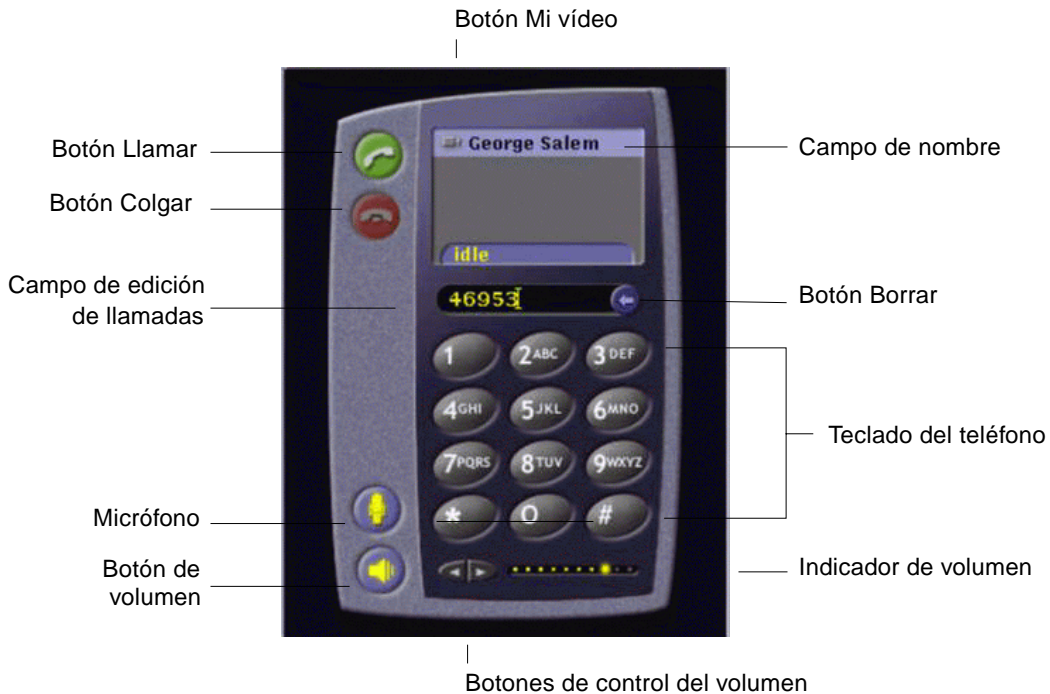 Botón Mi vídeo
Botón Llamar
George Salem
Campo de nombre
Botón Colgar
idle
Campo de edición
de llamadas
46953
Botón Borrar
1 2ABC 3DEF
4GHI 5JKL 6MNO
Teclado del teléfono
7PQRS 8TUV 9WXYZ
Micrófono
* 0 #
Botón de
volumen
Indicador de volumen
Botones de control del volumen